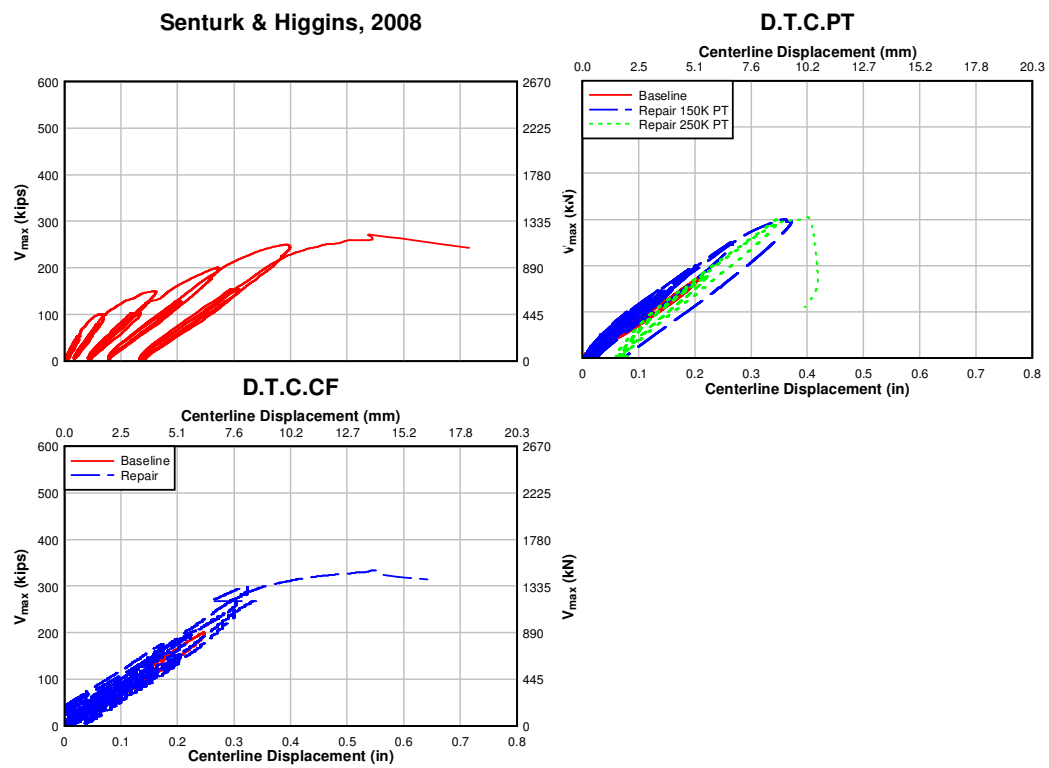 Senturk & Higgins, 2008
600
500
400
300
200
100
0
V max (kips)
2670
2225
1780
1335
890
445
0
D.T.C.PT
Centerline Displacement (mm)
0.0 2.5 5.1 7.6 10.2 12.7 15.2 17.8 20.3
Baseline
Repair 150K PT
Repair 250K PT
V max (kN)
0 0.1 0.2 0.3 0.4 0.5 0.6 0.7 0.8
Centerline Displacement (in)
D.T.C.CF
Centerline Displacement (mm)
0.0 2.5 5.1 7.6 10.2 12.7 15.2 17.8 20.3
Baseline
Repair
600
500
400
300
200
100
0
V max (kips)
2670
2225
1780
1335
890
445
0
V max (kN)
0 0.1 0.2 0.3 0.4 0.5 0.6 0.7 0.8
Centerline Displacement (in)